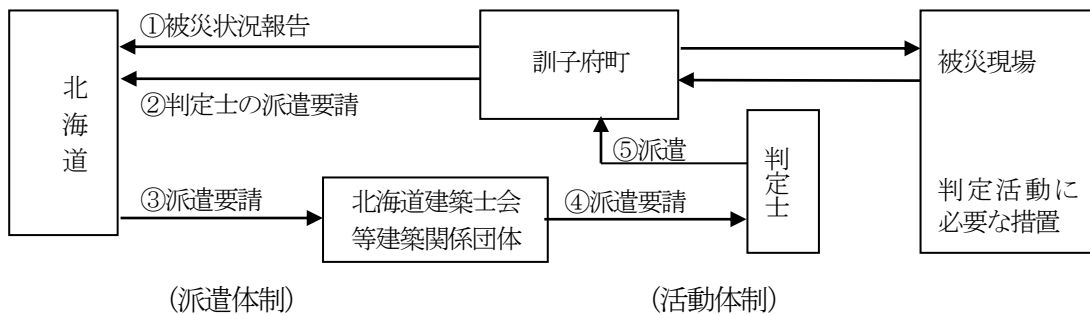 ①被災状況報告
北海道
訓子府町
被災現場
②判定士の派遣要請
⑤派遣
判定士
③派遣要請
北海道建築士会
等建築関係団体
④派遣要請
判定活動に
必要な措置
(派遣体制)
(活動体制)